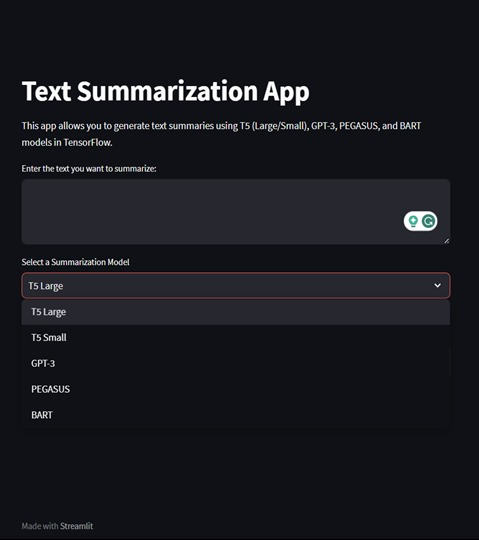 Text Summarization App
This app allows you to generate text summaries using T5 (Large/Small), GPT-3, PEGASUS, and BART
models in TensorFlow.
Enter the text you want to summarize:
Select a Summarization Model
T5 Large
T5 Large
T5 Small
GPT-3
PEGASUS
BART
Made with Streamlit